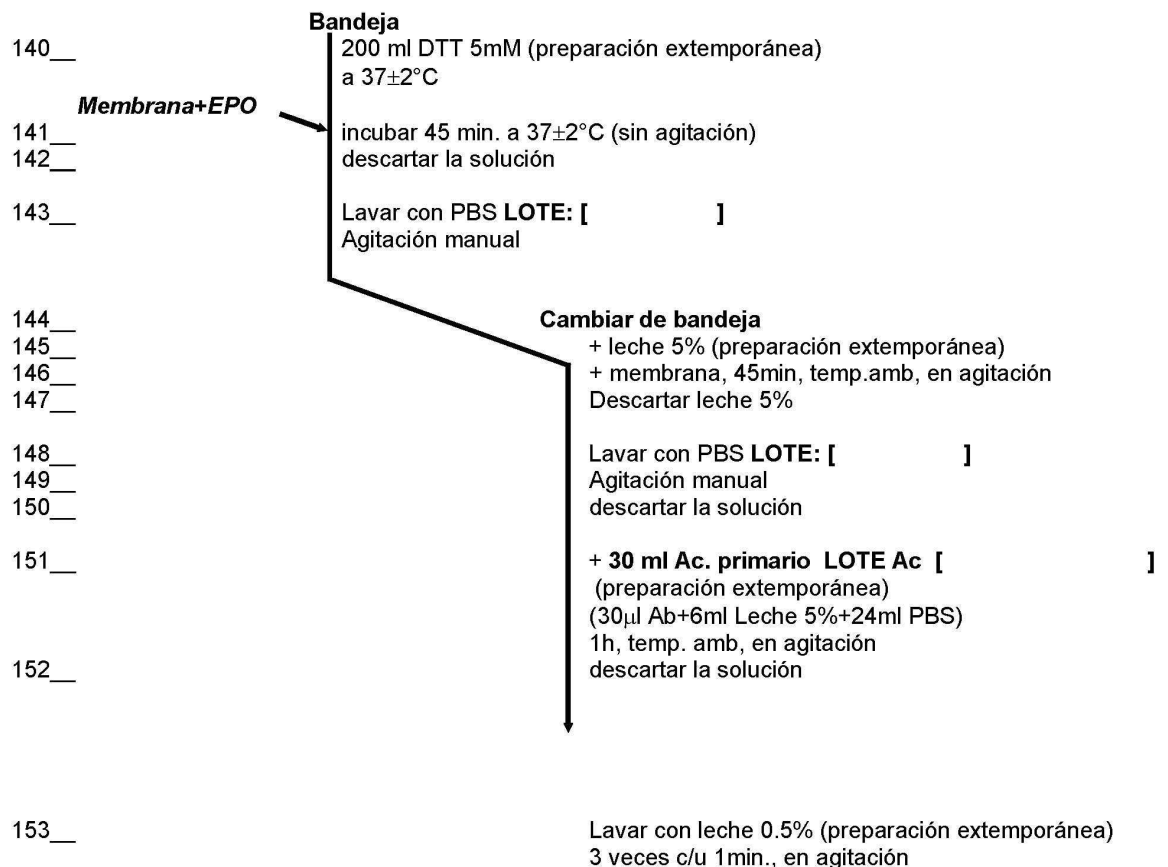 Bandeja
140__ 200 ml DTT 5mM (preparación extemporánea)
a 37±2°C
Membrana+EPO
141__ incubar 45 min. a 37±2°C (sin agitación)
142__ descartar la solución
143__ Lavar con PBS LOTE: [ ]
Agitación manual
144__ Cambiar de bandeja
145__ + leche 5% (preparación extemporánea)
146__ + membrana, 45min, temp.amb, en agitación
147__ Descartar leche 5%
148__ Lavar con PBS LOTE: [ ]
149__ Agitación manual
150__ descartar la solución
151__ + 30 ml Ac. primario LOTE Ac [ ]
(preparación extemporánea)
(30µl Ab+6ml Leche 5%+24ml PBS)
1h, temp. amb, en agitación
152__ descartar la solución
153__ Lavar con leche 0.5% (preparación extemporánea)
3 veces c/u 1min., en agitación